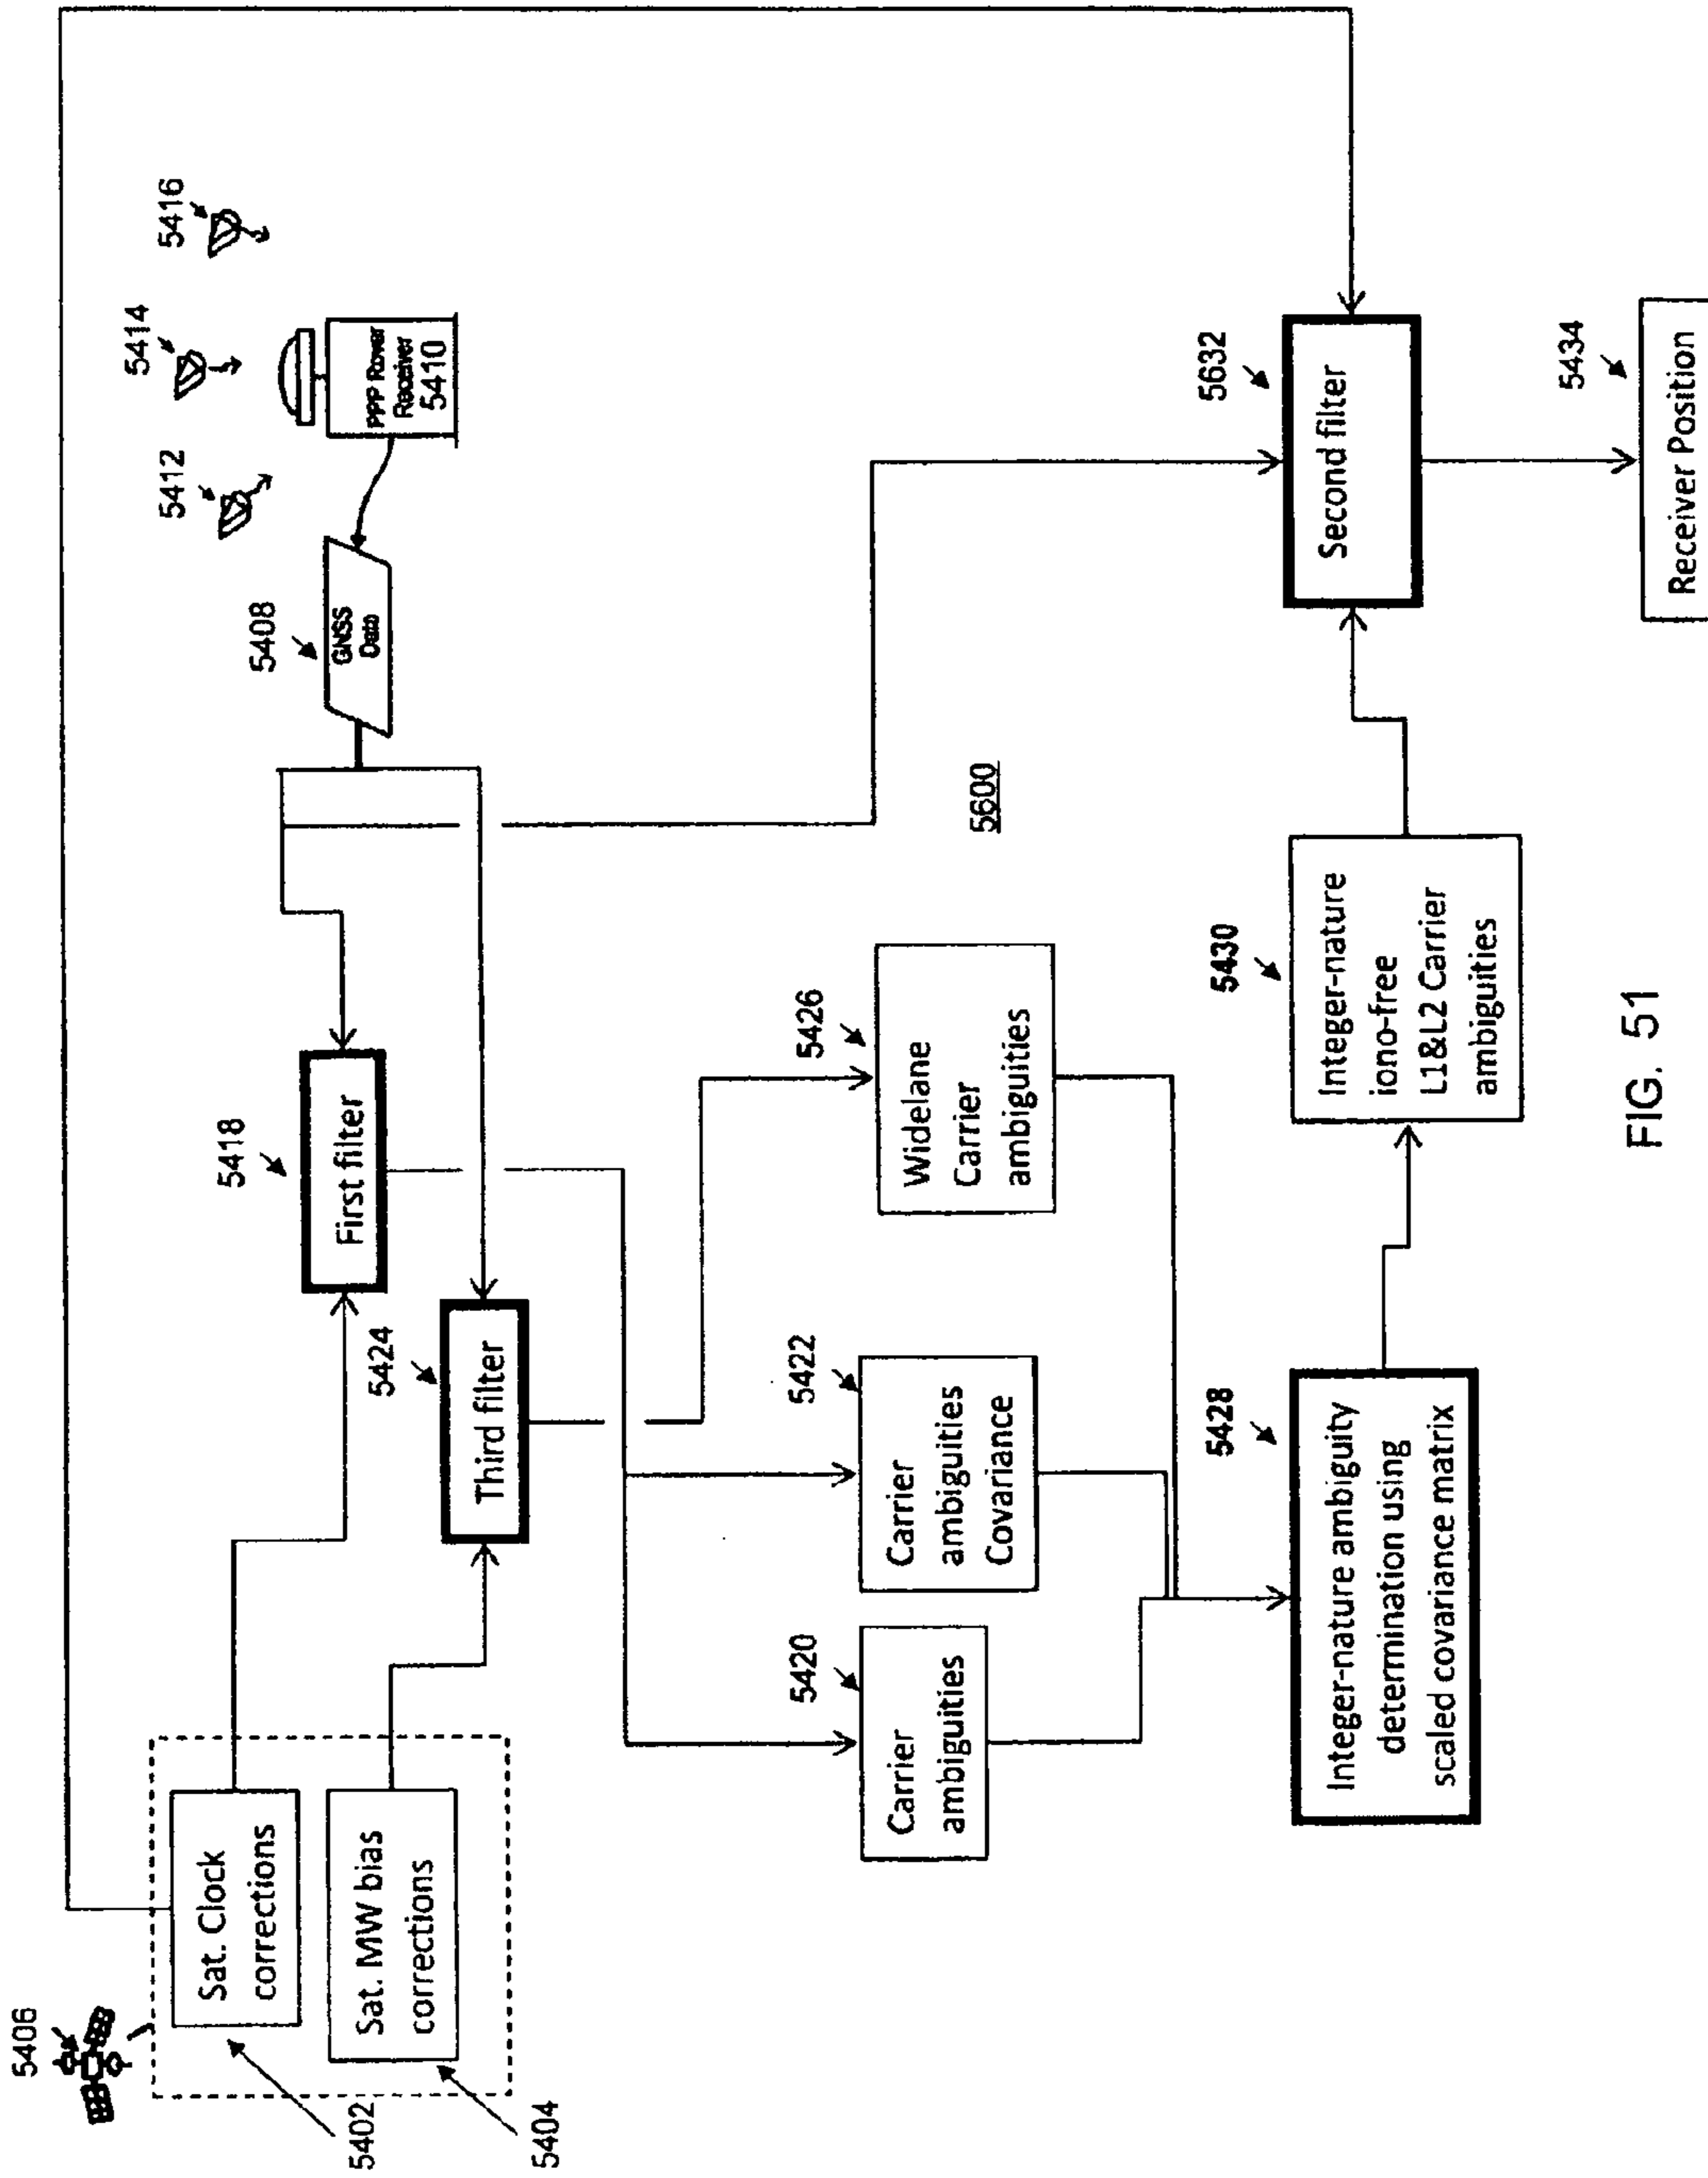 5406
Sat. Clock
corrections
Sat. MW bias
corrections
5402
5404
5418
First filter
5424
Third filter
5408
GNSS
Data
5412
5414
5416
PPP Rover
Receiver
5410
5420
Carrier
ambiguities
5422
Carrier
ambiguities
Covariance
5426
Widelane
Carrier
ambiguities
5600
5428
Integer-nature ambiguity
determination using
scaled covariance matrix
5430
Integer-nature
iono-free
L1&L2 Carrier
ambiguities
5632
Second filter
5434
Receiver Position
FIG. 51